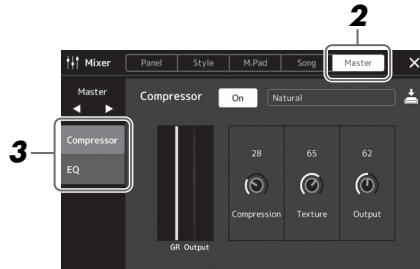 2
Mixer Panel Style M.Pad Song Master ×
Master Compressor On Natural
3
Compressor
EQ
28 65 62
Compression Texture Output
GR Output